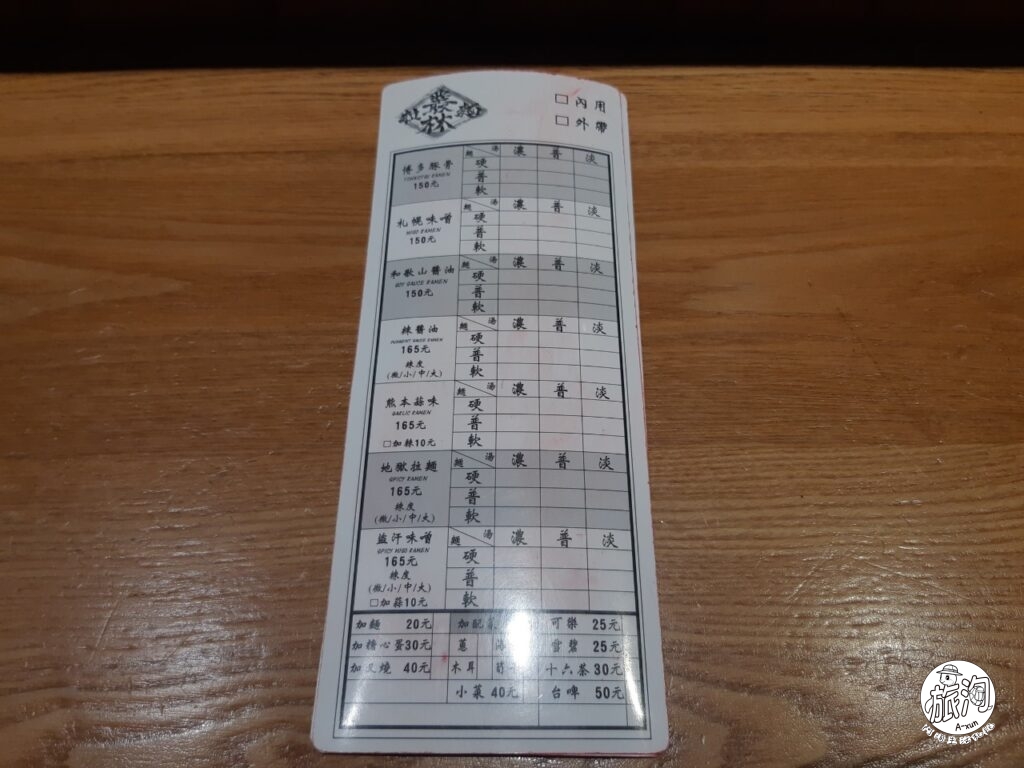 發林
□ 內用
□ 外帶
博多豚骨
TONKOTSU RAMEN
150元
麵 湯 濃 普 淡
硬
普
軟
札幌味噌
MISO RAMEN
150元
麵 湯 濃 普 淡
硬
普
軟
和歌山醬油
SOY SAUCE RAMEN
150元
麵 湯 濃 普 淡
硬
普
軟
辣醬油
165元
辣度
(微/小/中/大)
麵 湯 濃 普 淡
硬
普
軟
熊本蒜味
GARLIC RAMEN
165元
□加辣10元
麵 湯 濃 普 淡
硬
普
軟
地獄拉麵
SPICY RAMEN
165元
辣度
(微/小/中/大)
麵 湯 濃 普 淡
硬
普
軟
盜汗味噌
SPICY MISO RAMEN
165元
辣度
(微/小/中/大)
□加蒜10元
麵 湯 濃 普 淡
硬
普
軟
加麵 20元 加配 可樂 25元
加糖心蛋30元 蔥 雪碧 25元
加叉燒 40元 木耳 十六茶 30元
小菜 40元 台啤 50元
旅淘
A-xun